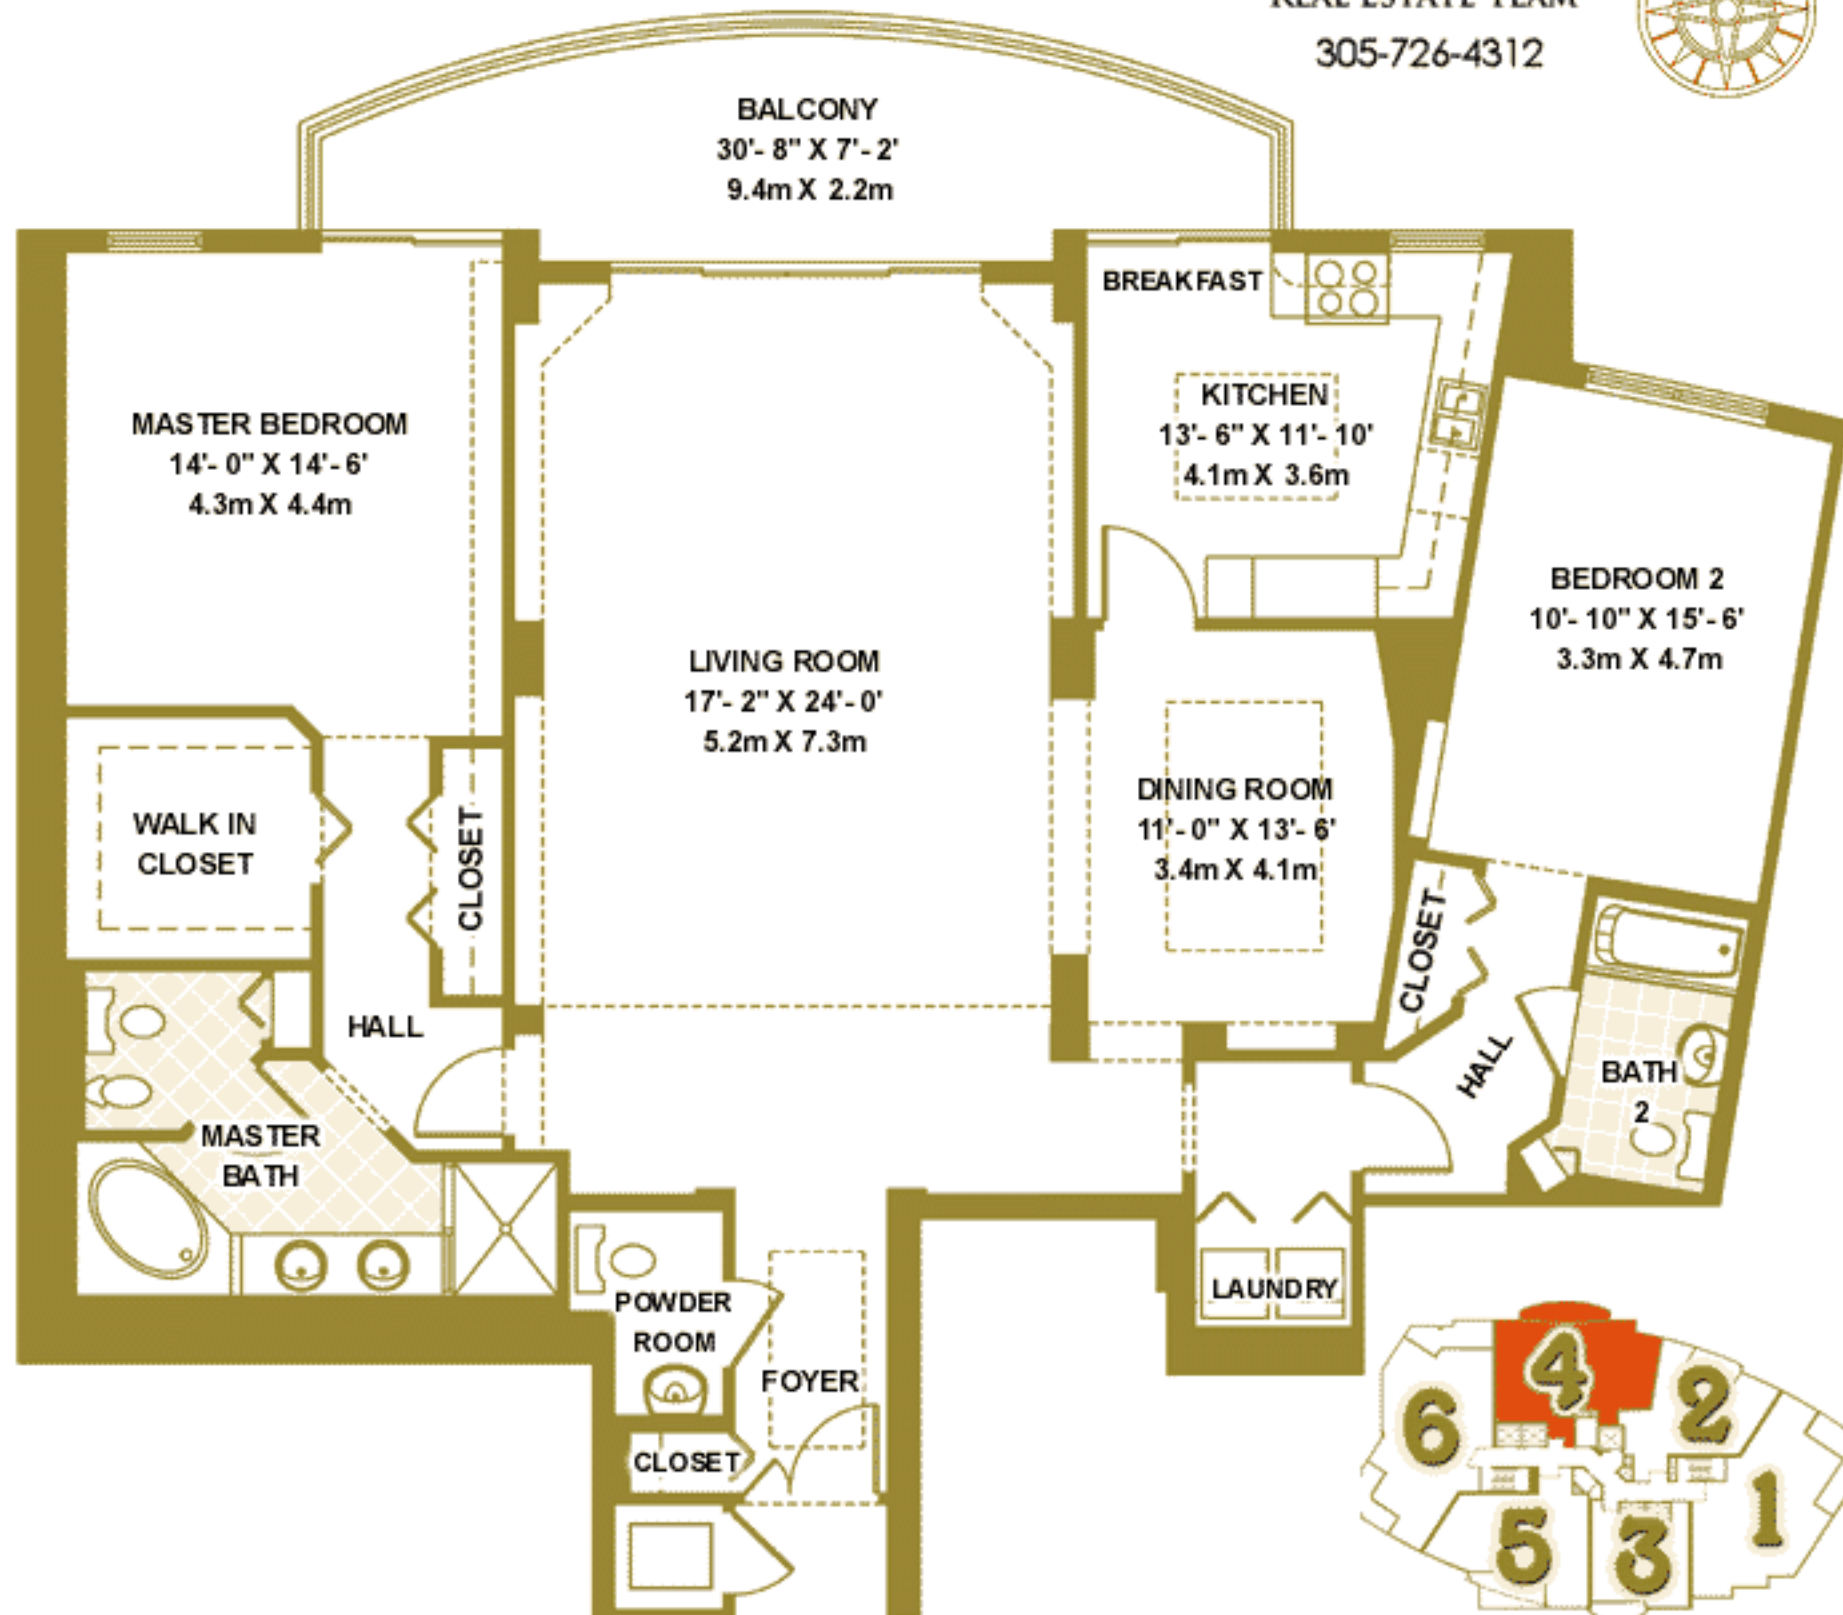 REAL ESTATE TEAM
305-726-4312
BALCONY
30'- 8" X 7'- 2'
9.4m X 2.2m
BREAKFAST
KITCHEN
13'- 6" X 11'- 10'
4.1m X 3.6m
MASTER BEDROOM
14'- 0" X 14'- 6'
4.3m X 4.4m
BEDROOM 2
10'- 10" X 15'- 6'
3.3m X 4.7m
LIVING ROOM
17'- 2" X 24'- 0'
5.2m X 7.3m
DINING ROOM
11'- 0" X 13'- 6'
3.4m X 4.1m
WALK IN
CLOSET
CLOSET
CLOSET
HALL
HALL
BATH
2
MASTER
BATH
LAUNDRY
POWDER
ROOM
FOYER
CLOSET
4
2
6
1
5
3